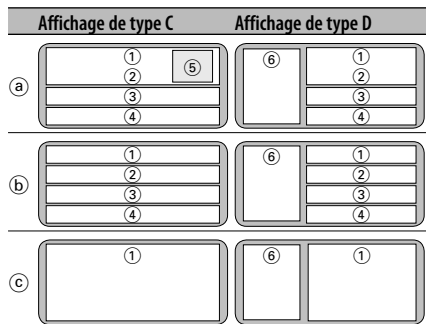 Affichage de type C Affichage de type D
ⓐ
① ⑤ ⑥ ①
② ②
③ ③
④ ④
ⓑ
① ⑥ ①
② ②
③ ③
④ ④
ⓒ
① ⑥ ①